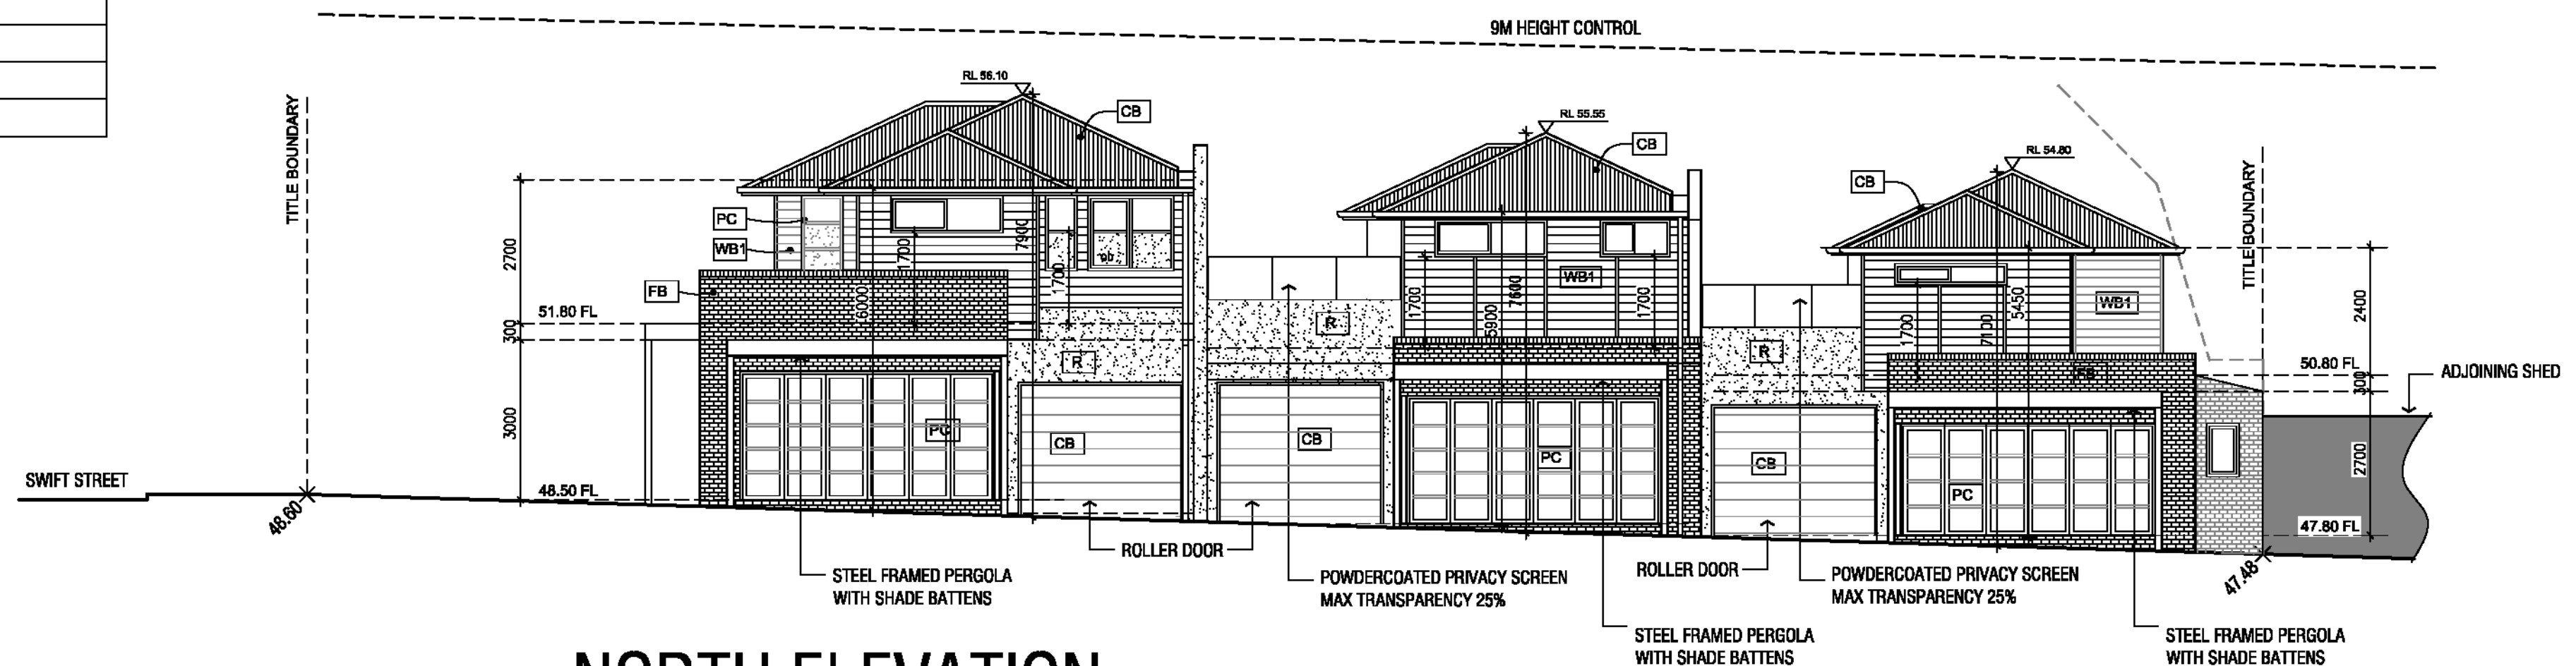 9M HEIGHT CONTROL
RL 56.10
CB
TITLE BOUNDARY
RL 55.55
CB
RL 54.80
CB
TITLE BOUNDARY
PC
WB1
FB
2700
1700
7900
1700
6000
51.80 FL
300
R
R
1700
5900
7600
WB1
1700
R
1700
7100
5450
WB1
2400
50.80 FL
300
FB
ADJOINING SHED
3000
PC
CB
CB
PC
CB
PC
2700
SWIFT STREET
48.50 FL
48.60
47.80 FL
47.48
ROLLER DOOR
ROLLER DOOR
STEEL FRAMED PERGOLA
WITH SHADE BATTENS
POWDERCOATED PRIVACY SCREEN
MAX TRANSPARENCY 25%
POWDERCOATED PRIVACY SCREEN
MAX TRANSPARENCY 25%
STEEL FRAMED PERGOLA
WITH SHADE BATTENS
STEEL FRAMED PERGOLA
WITH SHADE BATTENS
NORTH ELEVATION